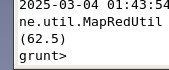 2025-03-04 01:43:54
ne.util.MapRedUtil
(62.5)
grunt>